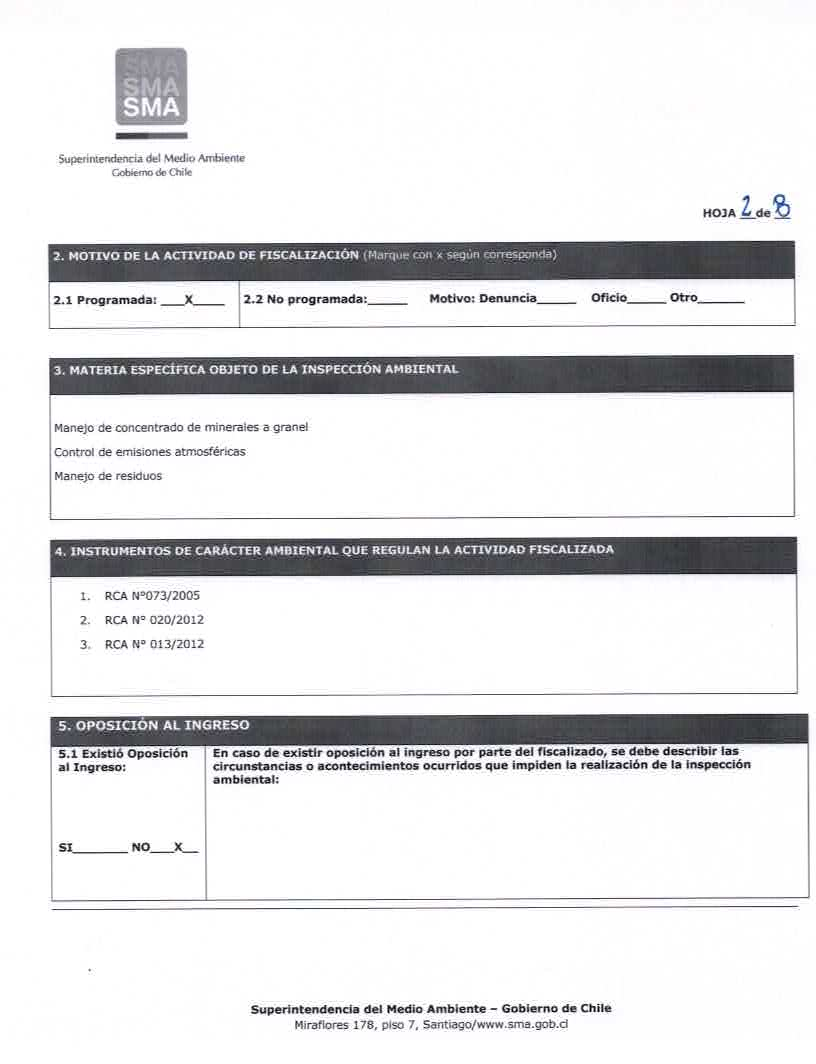 SMA
SMA
SMA
Superintendencia del Medio Ambiente
Gobierno de Chile
HOJA 2 de 8
2. MOTIVO DE LA ACTIVIDAD DE FISCALIZACIÓN (Marque con x según corresponda)
2.1 Programada: ___X____ 2.2 No programada:______ Motivo: Denuncia______ Oficio______ Otro_______
3. MATERIA ESPECÍFICA OBJETO DE LA INSPECCIÓN AMBIENTAL
Manejo de concentrado de minerales a granel
Control de emisiones atmosféricas
Manejo de residuos
4. INSTRUMENTOS DE CARÁCTER AMBIENTAL QUE REGULAN LA ACTIVIDAD FISCALIZADA
1. RCA N°073/2005
2. RCA N° 020/2012
3. RCA N° 013/2012
5. OPOSICIÓN AL INGRESO
5.1 Existió Oposición
al Ingreso:
SI________ NO___X__
En caso de existir oposición al ingreso por parte del fiscalizado, se debe describir las
circunstancias o acontecimientos ocurridos que impiden la realización de la inspección
ambiental:
Superintendencia del Medio Ambiente – Gobierno de Chile
Miraflores 178, piso 7, Santiago/www.sma.gob.cl